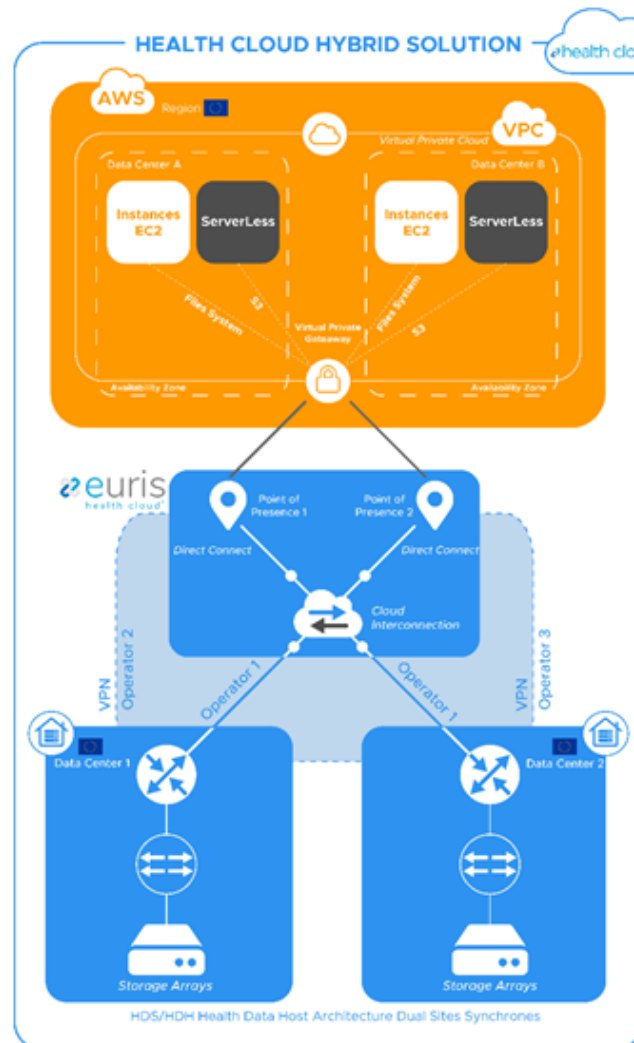 HEALTH CLOUD HYBRID SOLUTION
ehealth clo
AWS
Region
Virtual Private Cloud
VPC
Data Center A
Data Center B
Instances
EC2
ServerLess
Instances
EC2
ServerLess
Files System
S3
Virtual Private
Gateaway
Files System
S3
Availability Zone
Availability Zone
euris
health cloud
Point of
Presence 1
Point of
Presence 2
Direct Connect
Direct Connect
Cloud
Interconnection
VPN
Operator 2
Operator 1
Operator 1
VPN
Operator 3
Data Center 1
Data Center 2
Storage Arrays
Storage Arrays
HDS/HDH Health Data Host Architecture Dual Sites Synchrones